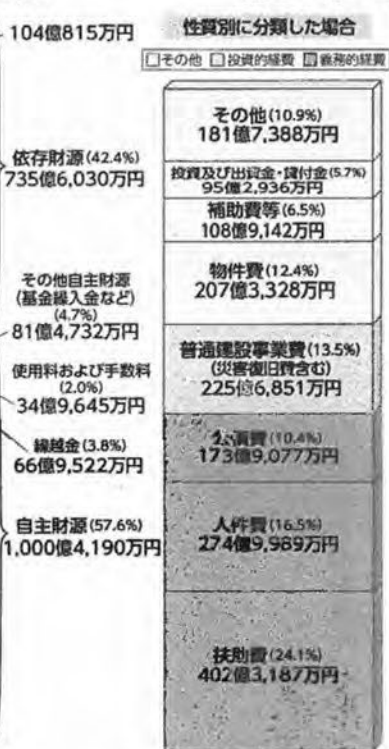 104億815万円
依存財源(42.4%)
735億6,030万円
その他自主財源
(基金繰入金など)
(4.7%)
81億4,732万円
使用料および手数料
(2.0%)
34億9,645万円
繰越金(3.8%)
66億9,522万円
自主財源(57.6%)
1,000億4,190万円
性質別に分類した場合
□その他 □投資的経費 □義務的経費
その他(10.9%)
181億7,388万円
投資及び出資金・貸付金(5.7%)
95億2,936万円
補助費等(6.5%)
108億9,142万円
物件費(12.4%)
207億3,328万円
普通建設事業費(13.5%)
(災害復旧費含む)
225億6,851万円
公債費(10.4%)
173億9,077万円
人件費(16.5%)
274億9,989万円
扶助費(24.1%)
402億3,187万円